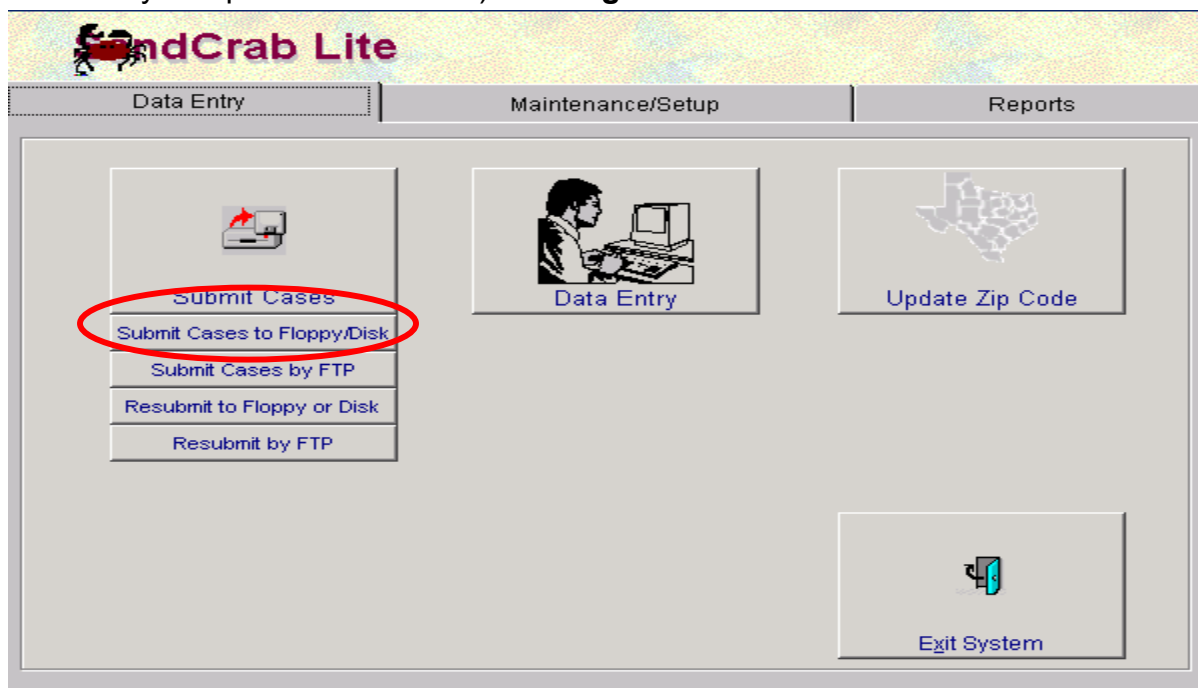 SandCrab Lite
Data Entry
Maintenance/Setup
Reports
Submit Cases
Submit Cases to Floppy/Disk
Submit Cases by FTP
Resubmit to Floppy or Disk
Resubmit by FTP
Data Entry
Update Zip Code
Exit System